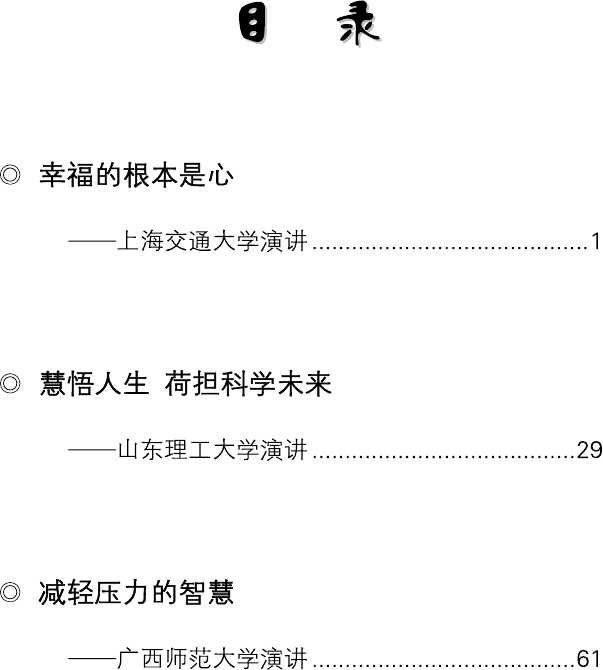 目 录
◎ 幸福的根本是心
——上海交通大学演讲..........................................1
◎ 慧悟人生 荷担科学未来
——山东理工大学演讲........................................29
◎ 减轻压力的智慧
——广西师范大学演讲........................................61